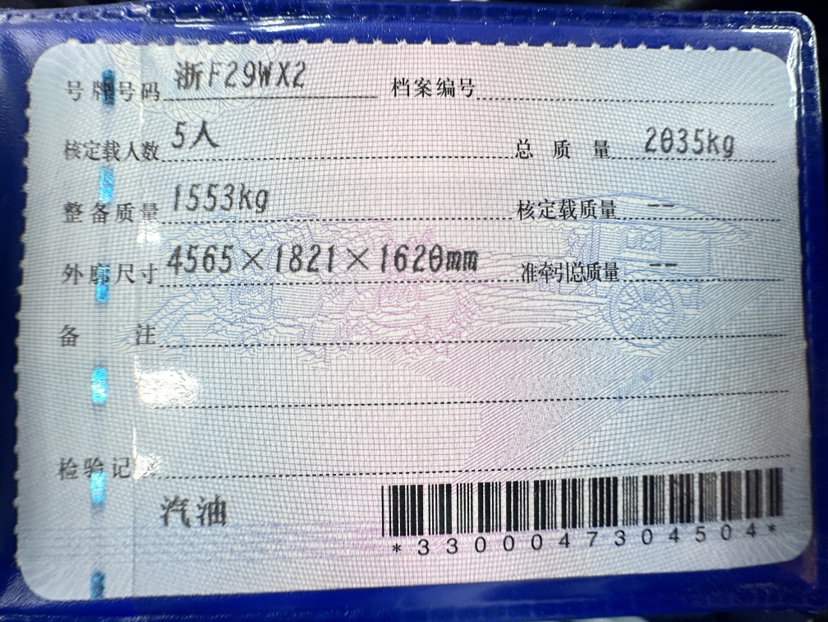 号牌号码 浙F29WX2 档案编号
核定载人数 5人 总质量 2035kg
整备质量 1553kg 核定载质量 --
外廓尺寸 4565×1821×1620mm 准牵引总质量 --
备注
检验记录
汽油
*3300047304504*